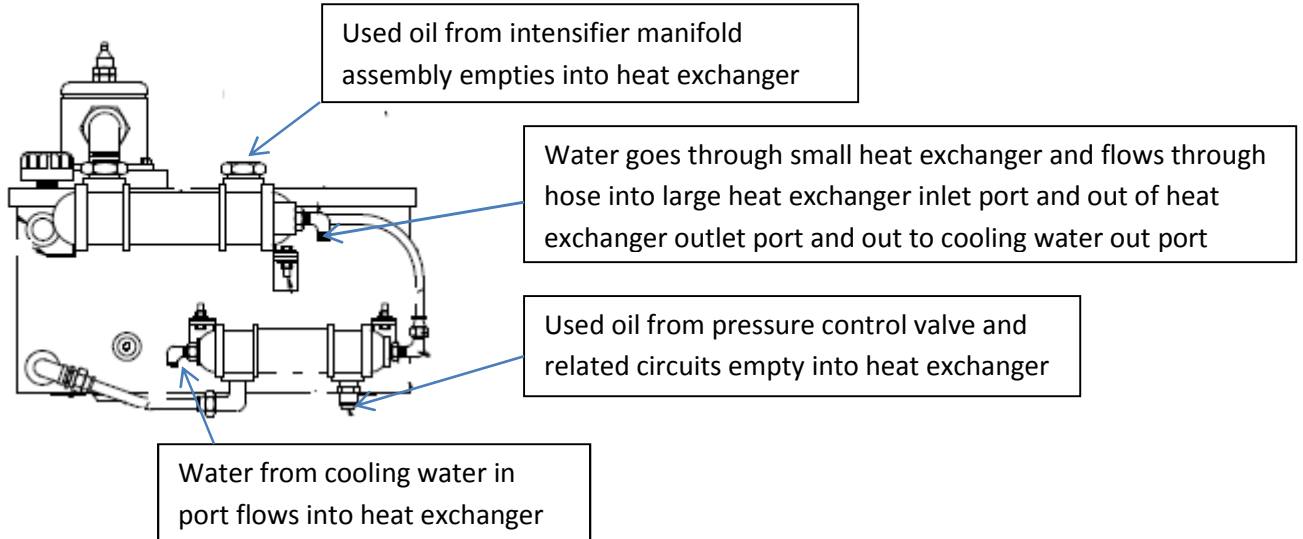 Used oil from intensifier manifold
assembly empties into heat exchanger
Water goes through small heat exchanger and flows through
hose into large heat exchanger inlet port and out of heat
exchanger outlet port and out to cooling water out port
Used oil from pressure control valve and
related circuits empty into heat exchanger
Water from cooling water in
port flows into heat exchanger